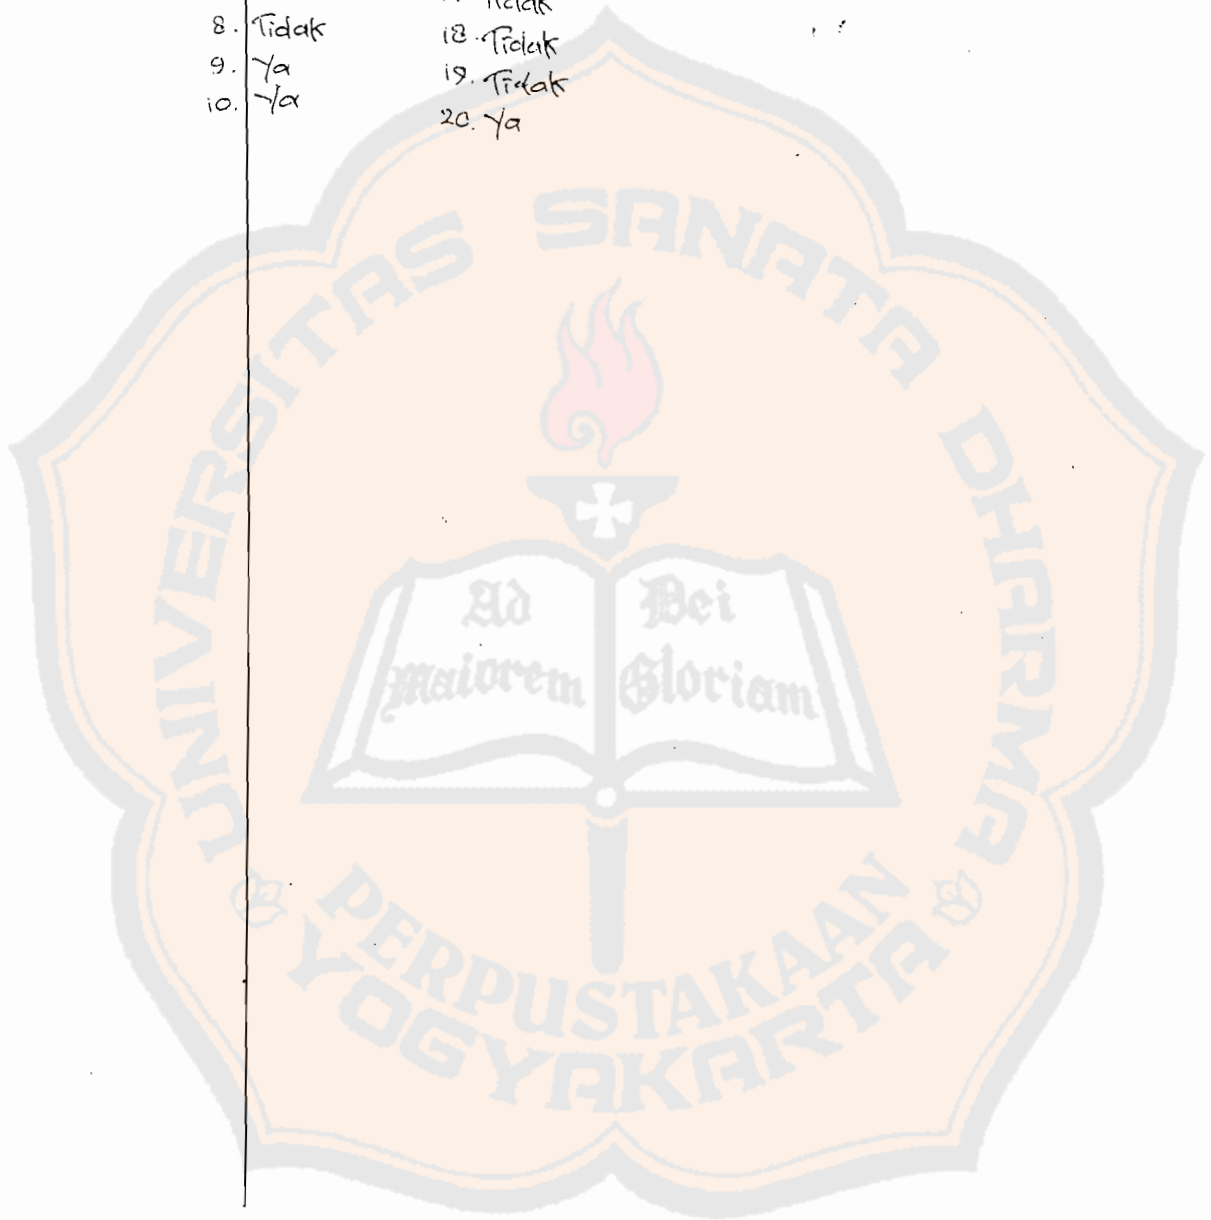 Tidak
8. Tidak
9. Ya
10. Ya
18. Tidak
19. Tidak
20. Ya
UNIVERSITAS SANATA DHARMA
Ad
Maiorem
Dei
Gloriam
PERPUSTAKAAN
YOGYAKARTA